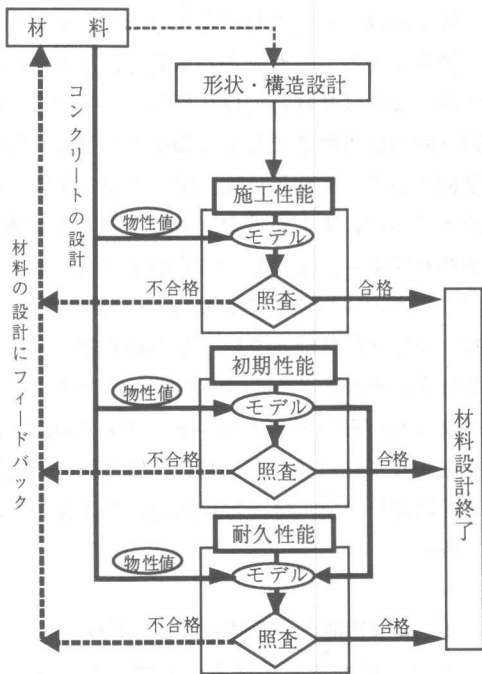 材　料
形状・構造設計
コンクリートの設計
材料の設計にフィードバック
施工性能
物性値
モデル
不合格
照査
合格
初期性能
物性値
モデル
不合格
照査
合格
耐久性能
物性値
モデル
不合格
照査
合格
材料設計終了